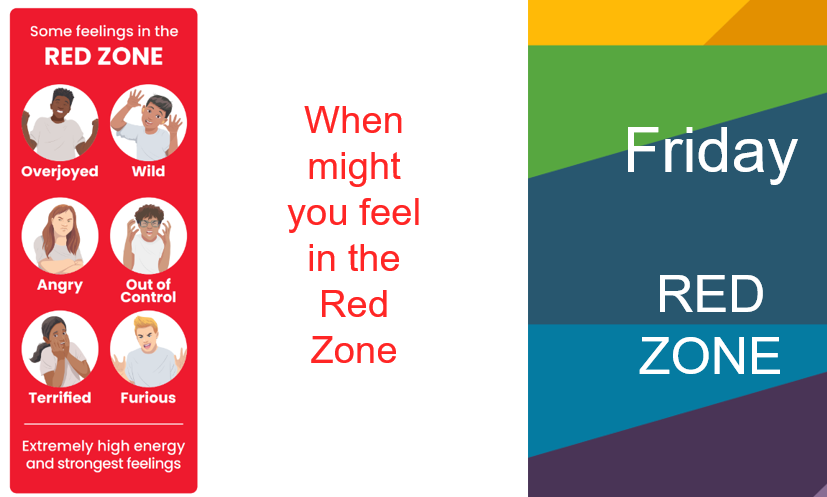 Some feelings in the
RED ZONE
Overjoyed
Wild
Angry
Out of
Control
Terrified
Furious
Extremely high energy
and strongest feelings
When
might
you feel
in the
Red
Zone
Friday
RED
ZONE